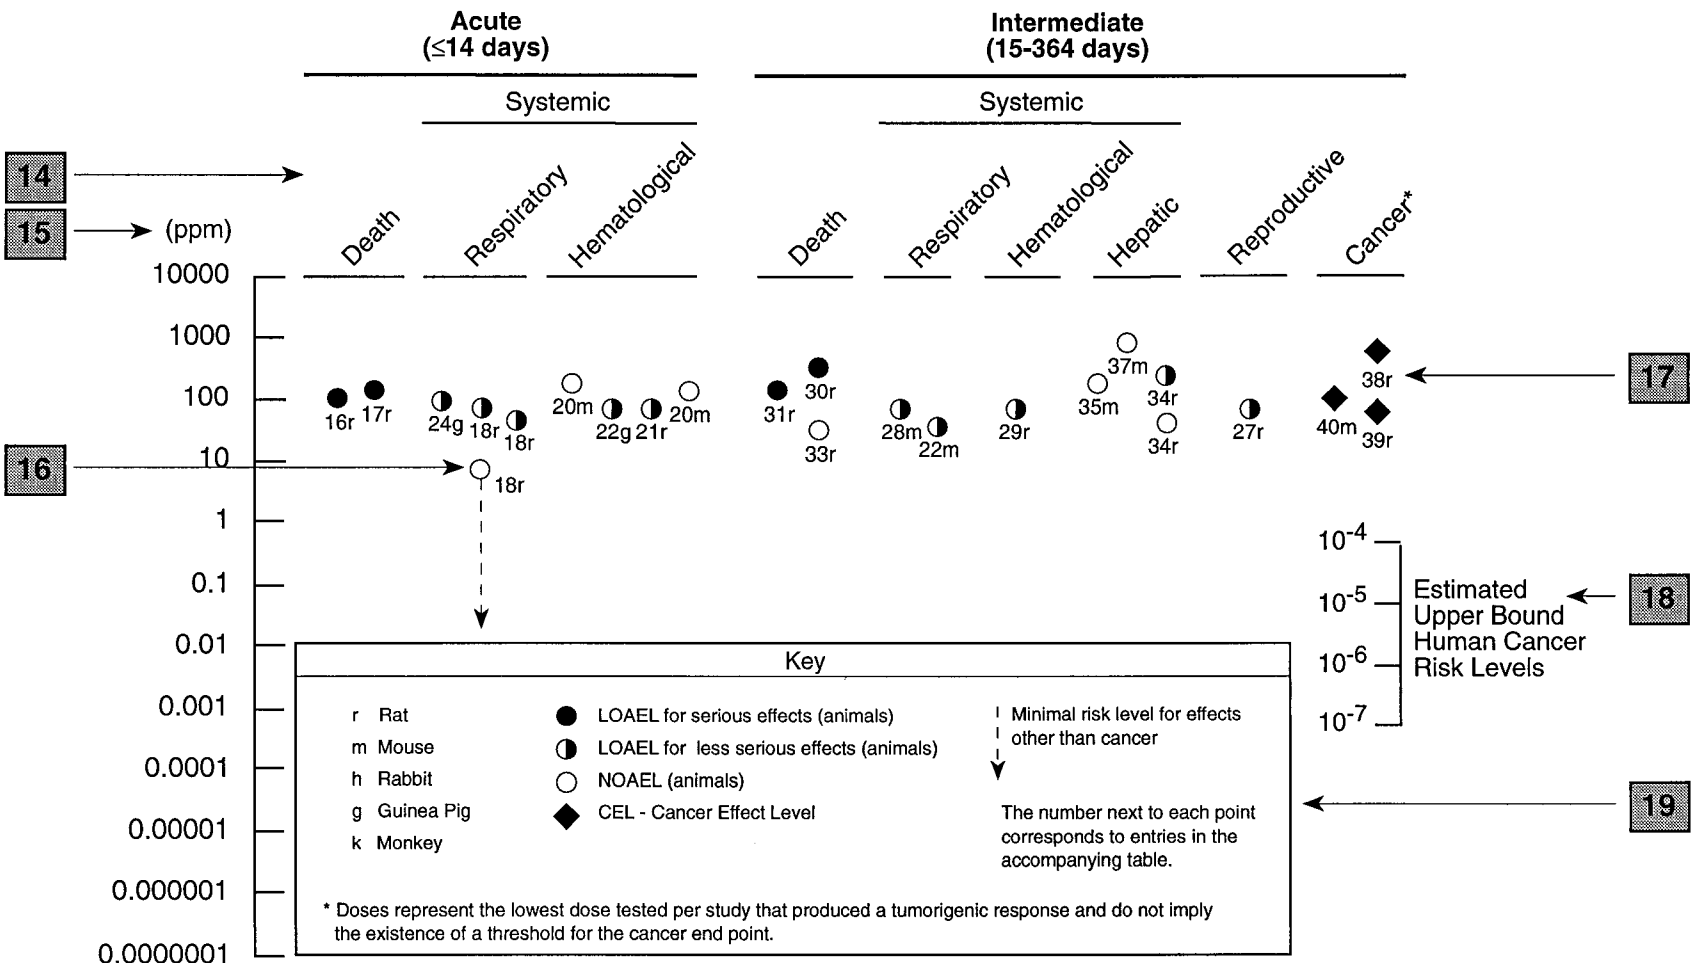 Acute
(≤14 days)
Intermediate
(15-364 days)
Systemic
Systemic
14
15
(ppm)
Death
Respiratory
Hematological
Death
Respiratory
Hematological
Hepatic
Reproductive
Cancer*
10000
1000
100
10
1
0.1
0.01
0.001
0.0001
0.00001
0.000001
0.0000001
16r
17r
24g
18r
18r
18r
20m
22g
21r
20m
31r
30r
33r
28m
22m
29r
35m
37m
34r
34r
27r
40m
38r
39r
16
17
10-4
10-5
10-6
10-7
Estimated
Upper Bound
Human Cancer
Risk Levels
18
19
Key
r Rat
m Mouse
h Rabbit
g Guinea Pig
k Monkey
LOAEL for serious effects (animals)
LOAEL for less serious effects (animals)
NOAEL (animals)
CEL - Cancer Effect Level
Minimal risk level for effects
other than cancer
The number next to each point
corresponds to entries in the
accompanying table.
* Doses represent the lowest dose tested per study that produced a tumorigenic response and do not imply
the existence of a threshold for the cancer end point.